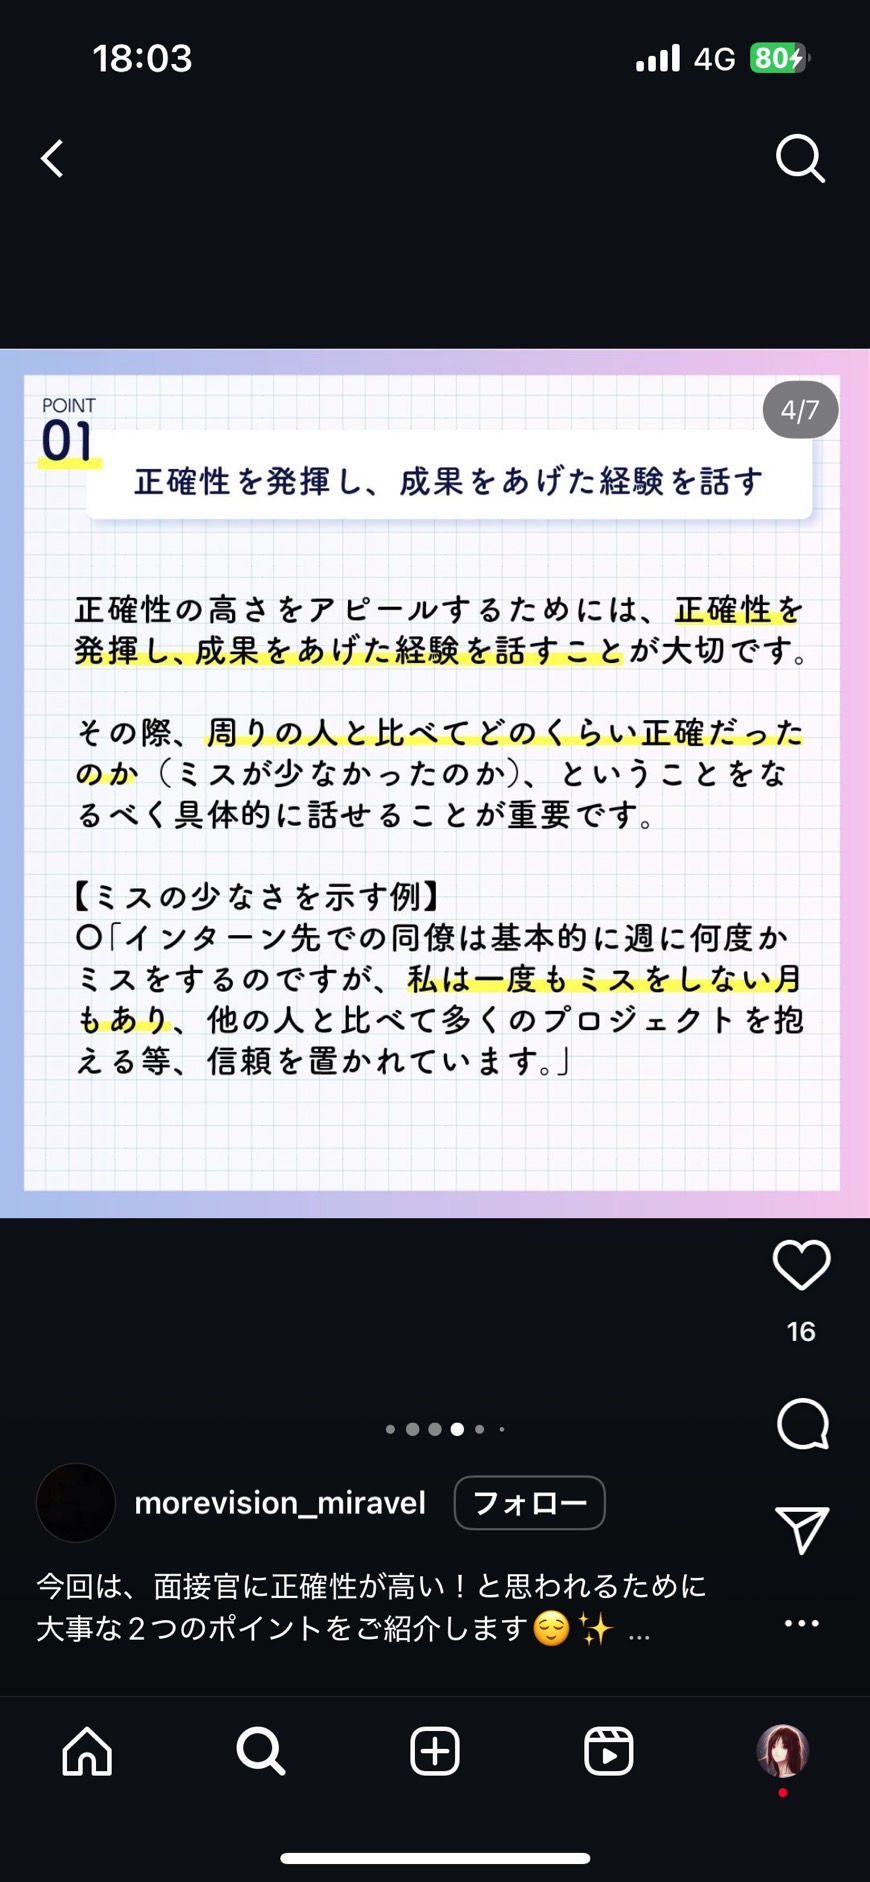 18:03
4G 80
POINT
01
4/7
正確性を発揮し、成果をあげた経験を話す
正確性の高さをアピールするためには、正確性を
発揮し、成果をあげた経験を話すことが大切です。
その際、周りの人と比べてどのくらい正確だった
のか（ミスが少なかったのか）、ということをな
るべく具体的に話せることが重要です。
【ミスの少なさを示す例】
○「インターン先での同僚は基本的に週に何度か
ミスをするのですが、私は一度もミスをしない月
もあり、他の人と比べて多くのプロジェクトを抱
える等、信頼を置かれています。」
16
morevision_miravel フォロー
今回は、面接官に正確性が高い！と思われるために
大事な２つのポイントをご紹介します😌✨ ...